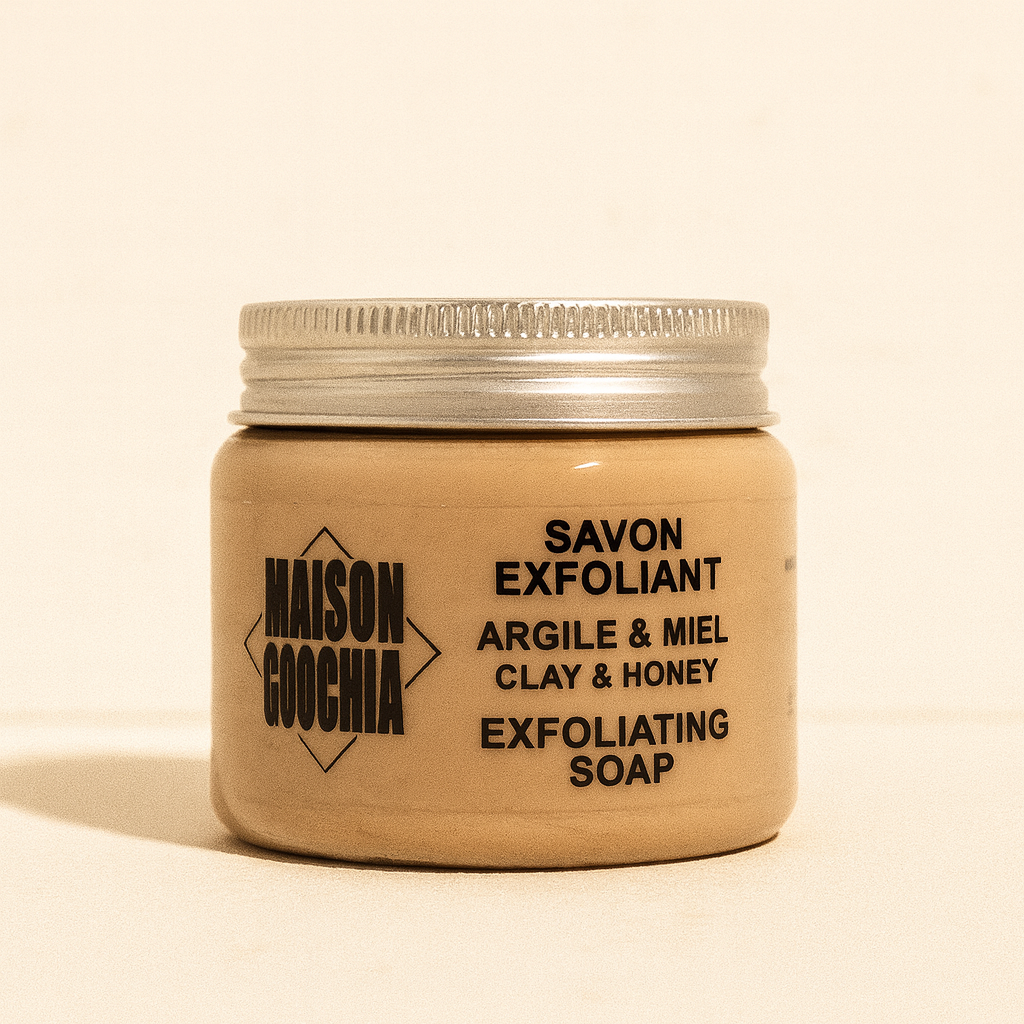 MAISON
GOOCHIA
SAVON
EXFOLIANT
ARGILE & MIEL
CLAY & HONEY
EXFOLIATING
SOAP